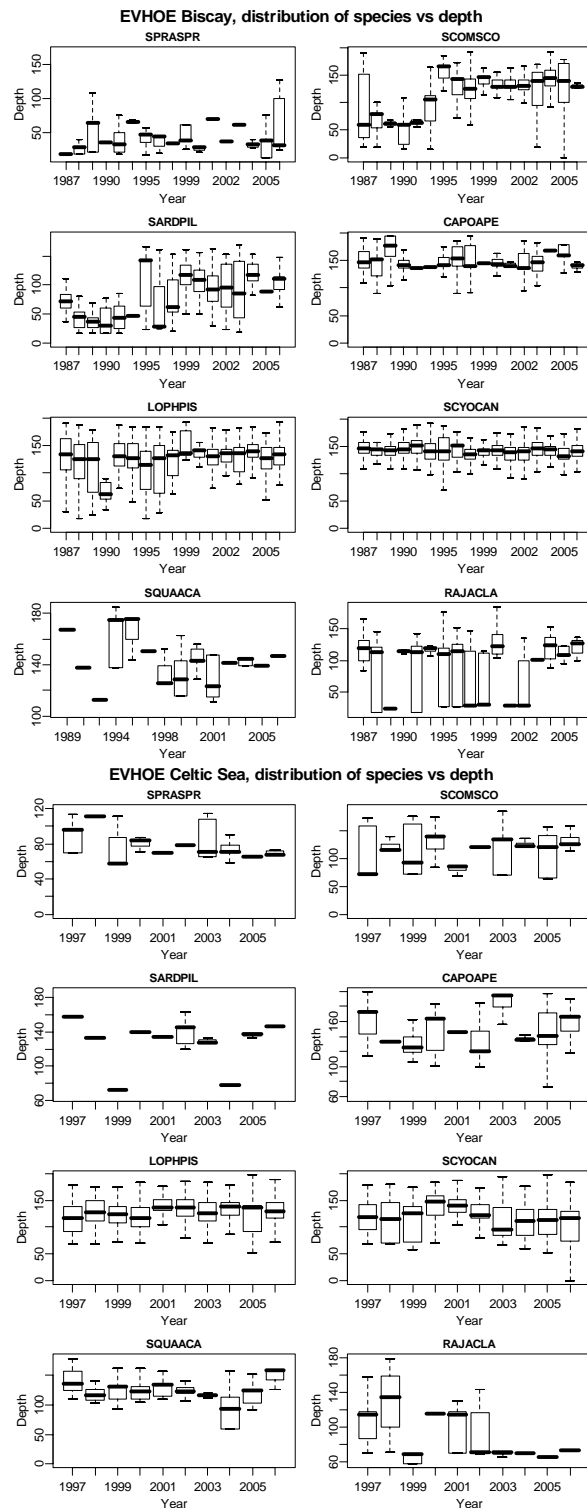 EVHOE Biscay, distribution of species vs depth
SPRASPR
Depth
150
100
50
1987 1990 1995 1999 2002 2005
Year
SCOMSCO
Depth
150
100
50
0
1987 1990 1995 1999 2002 2005
Year
SARDPIL
Depth
100
50
0
1987 1990 1995 1999 2002 2005
Year
CAPOAPE
Depth
150
50
0
1987 1990 1995 1999 2002 2005
Year
LOPHPIS
Depth
150
50
0
1987 1990 1995 1999 2002 2005
Year
SCYOCAN
Depth
150
50
0
1987 1990 1995 1999 2002 2005
Year
SQUAACA
Depth
180
140
100
1989 1994 1998 2001 2005
Year
RAJACLA
Depth
100
50
0
1987 1990 1995 1999 2002 2005
Year
EVHOE Celtic Sea, distribution of species vs depth
SPRASPR
Depth
120
80
60
40
0
1997 1999 2001 2003 2005
Year
SCOMSCO
Depth
100
50
0
1997 1999 2001 2003 2005
Year
SARDPIL
Depth
140
100
60
1997 1999 2001 2003 2005
Year
CAPOAPE
Depth
160
100
60
1997 1999 2001 2003 2005
Year
LOPHPIS
Depth
150
50
0
1997 1999 2001 2003 2005
Year
SCYOCAN
Depth
150
50
0
1997 1999 2001 2003 2005
Year
SQUAACA
Depth
100
50
0
1997 1999 2001 2003 2005
Year
RAJACLA
Depth
140
100
80
60
1997 1999 2001 2003 2005
Year